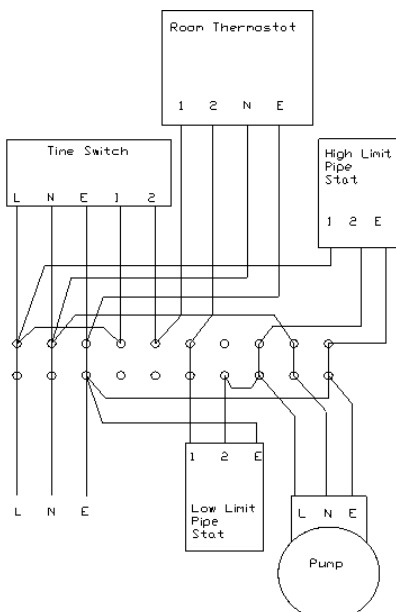 Room Thermostat
1 2 N E
Time Switch
L N E 1 2
High Limit
Pipe
Stat
1 2 E
1 2 E
Low Limit
Pipe
Stat
L N E
L N E
Pump